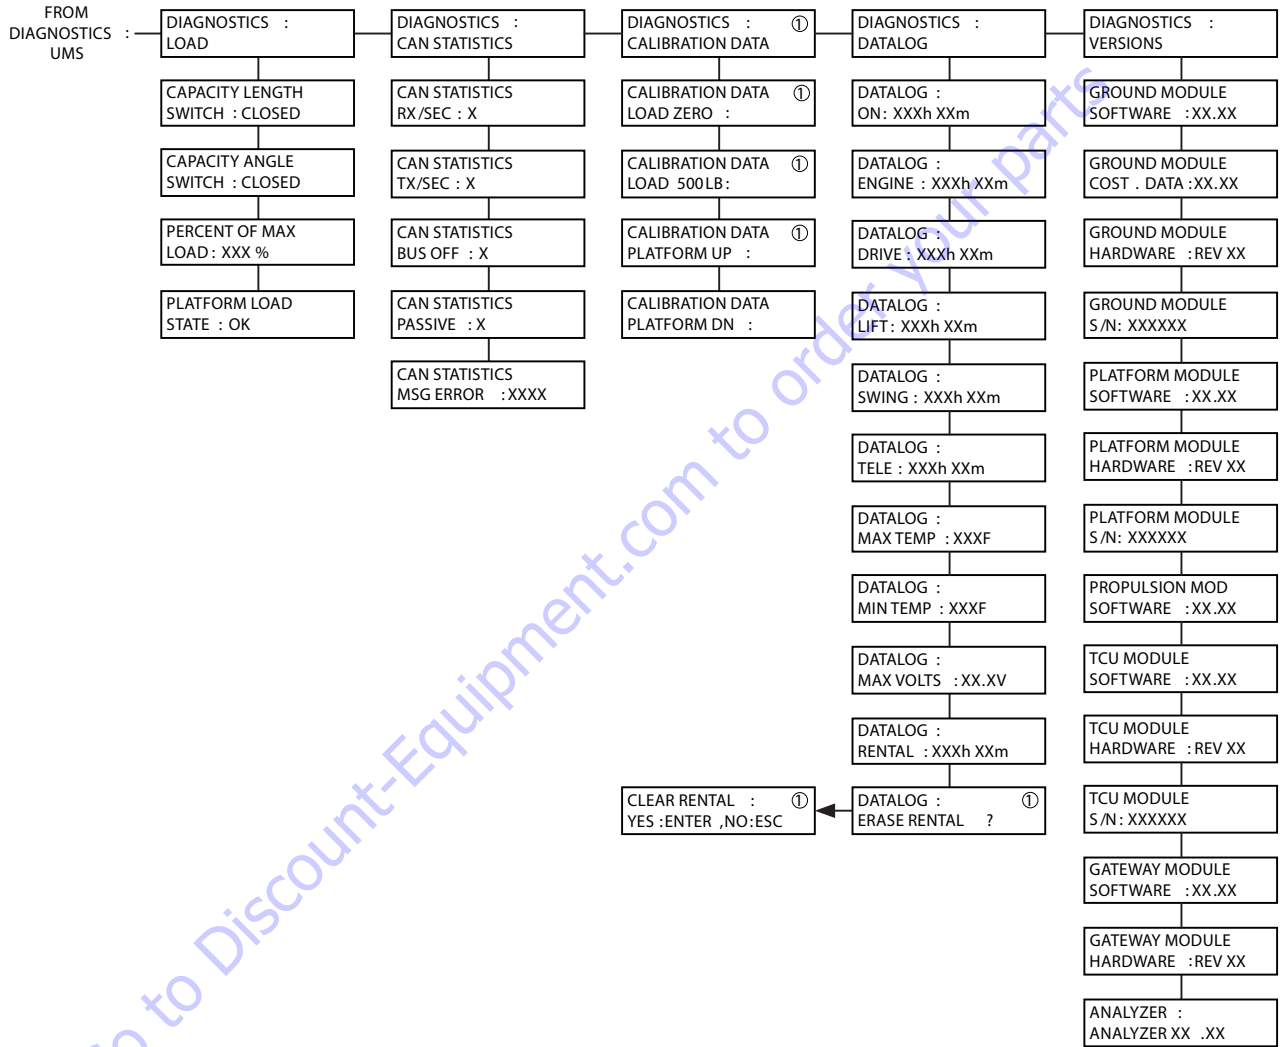 FROM
DIAGNOSTICS :
UMS
DIAGNOSTICS :
LOAD
CAPACITY LENGTH
SWITCH : CLOSED
CAPACITY ANGLE
SWITCH : CLOSED
PERCENT OF MAX
LOAD : XXX %
PLATFORM LOAD
STATE : OK
DIAGNOSTICS :
CAN STATISTICS
CAN STATISTICS
RX/SEC : X
CAN STATISTICS
TX/SEC : X
CAN STATISTICS
BUS OFF : X
CAN STATISTICS
PASSIVE : X
CAN STATISTICS
MSG ERROR : XXXX
DIAGNOSTICS : ①
CALIBRATION DATA
CALIBRATION DATA ①
LOAD ZERO :
CALIBRATION DATA ①
LOAD 500 LB:
CALIBRATION DATA ①
PLATFORM UP :
CALIBRATION DATA
PLATFORM DN :
DIAGNOSTICS :
DATALOG
DATALOG :
ON: XXXh XXm
DATALOG :
ENGINE : XXXh XXm
DATALOG :
DRIVE : XXXh XXm
DATALOG :
LIFT : XXXh XXm
DATALOG :
SWING : XXXh XXm
DATALOG :
TELE : XXXh XXm
DATALOG :
MAX TEMP : XXXF
DATALOG :
MIN TEMP : XXXF
DATALOG :
MAX VOLTS : XX.XV
DATALOG :
RENTAL : XXXh XXm
DATALOG : ①
ERASE RENTAL ?
CLEAR RENTAL : ①
YES :ENTER ,NO:ESC
DIAGNOSTICS :
VERSIONS
GROUND MODULE
SOFTWARE : XX.XX
GROUND MODULE
COST . DATA : XX.XX
GROUND MODULE
HARDWARE : REV XX
GROUND MODULE
S/N: XXXXXX
PLATFORM MODULE
SOFTWARE : XX.XX
PLATFORM MODULE
HARDWARE : REV XX
PLATFORM MODULE
S/N: XXXXXX
PROPULSION MOD
SOFTWARE : XX.XX
TCU MODULE
SOFTWARE : XX.XX
TCU MODULE
HARDWARE : REV XX
TCU MODULE
S/N: XXXXXX
GATEWAY MODULE
SOFTWARE : XX.XX
GATEWAY MODULE
HARDWARE : REV XX
ANALYZER :
ANALYZER XX .XX
to Discount-Equipment.com to order your parts